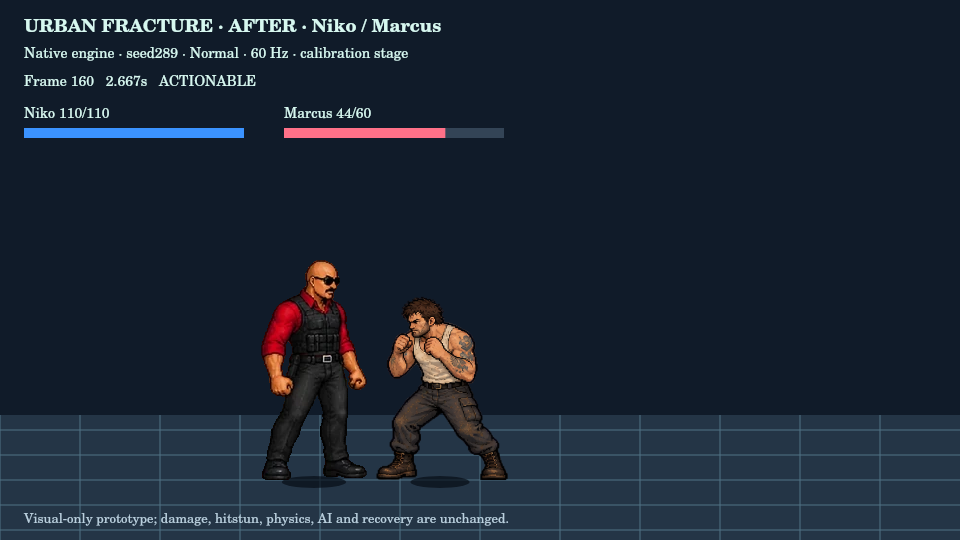 URBAN FRACTURE · AFTER · Niko / Marcus
Native engine · seed289 · Normal · 60 Hz · calibration stage
Frame 160 2.667s ACTIONABLE
Niko 110/110
Marcus 44/60
Visual-only prototype; damage, hitstun, physics, AI and recovery are unchanged.